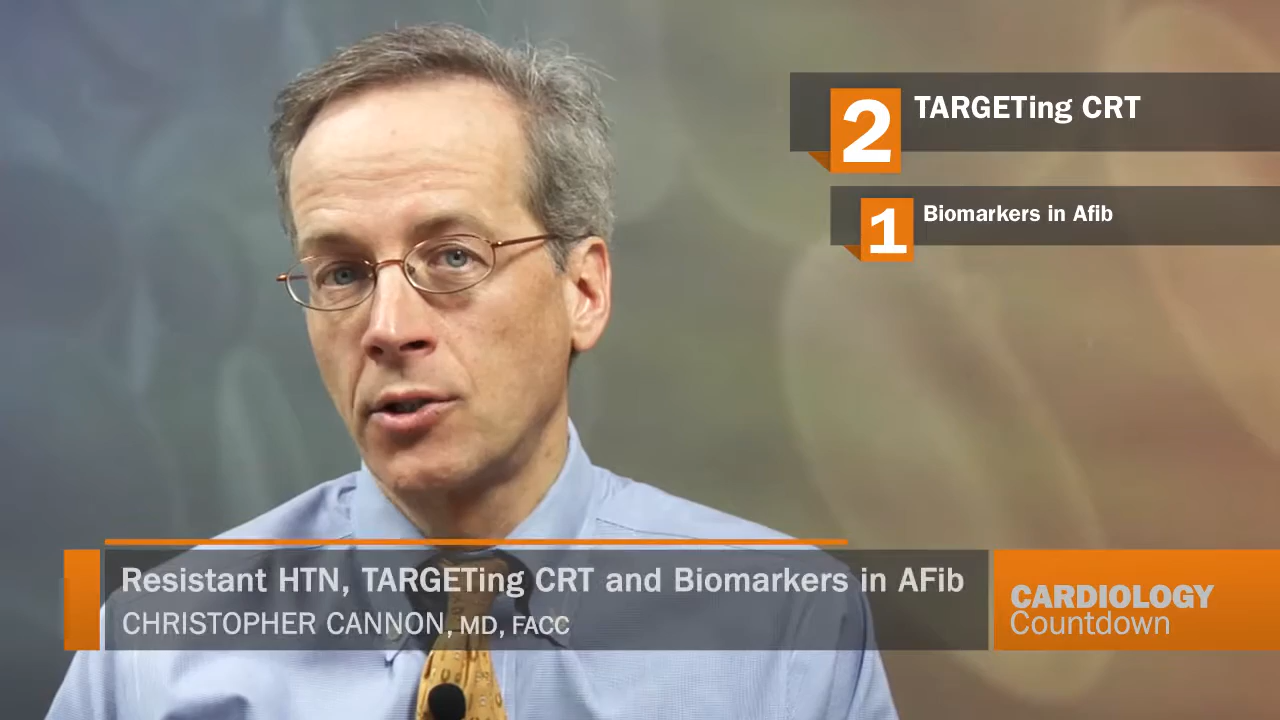 2 TARGETing CRT
1 Biomarkers in Afib
Resistant HTN, TARGETing CRT and Biomarkers in AFib
CHRISTOPHER CANNON, MD, FACC
CARDIOLOGY
Countdown